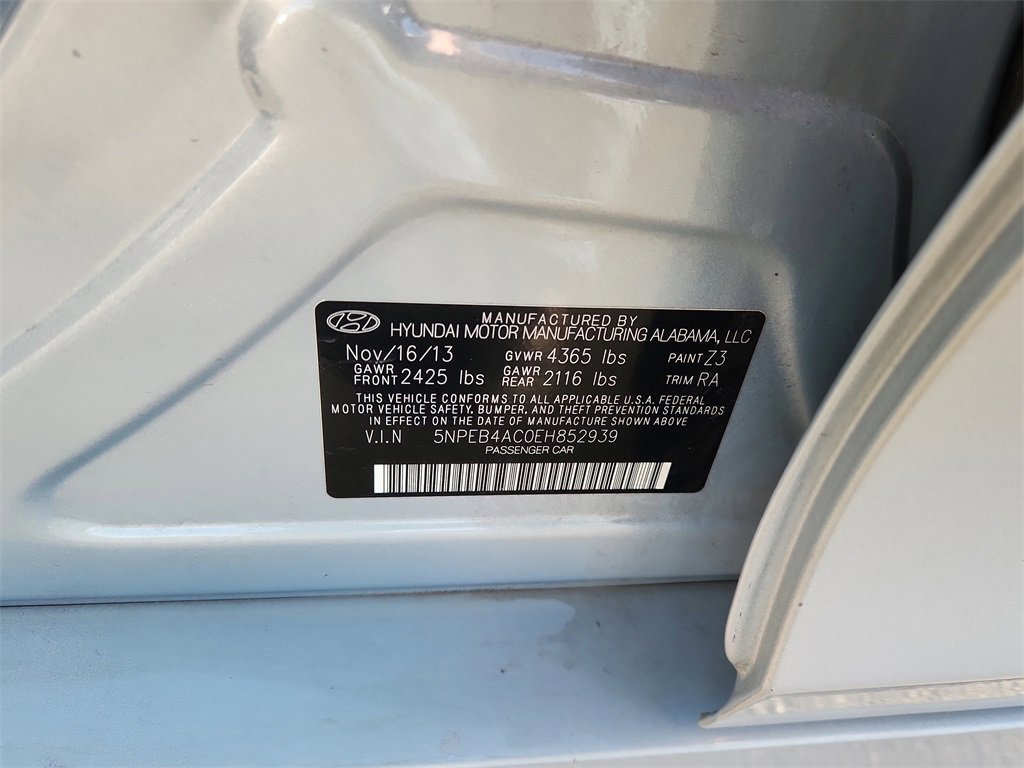 MANUFACTURED BY
HYUNDAI MOTOR MANUFACTURING ALABAMA, LLC
Nov/16/13 GVWR 4365 lbs PAINT Z3
GAWR FRONT 2425 lbs GAWR REAR 2116 lbs TRIM RA
THIS VEHICLE CONFORMS TO ALL APPLICABLE U.S.A. FEDERAL
MOTOR VEHICLE SAFETY, BUMPER, AND THEFT PREVENTION STANDARDS
IN EFFECT ON THE DATE OF MANUFACTURE SHOWN ABOVE
V.I.N 5NPEB4AC0EH852939
PASSENGER CAR